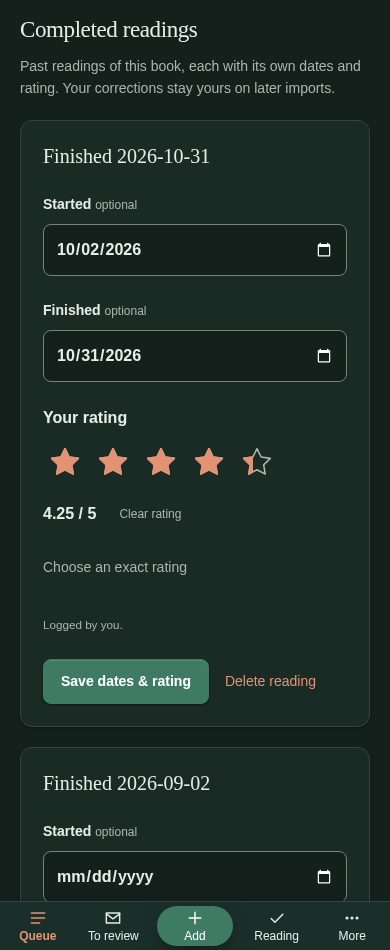 Completed readings
Past readings of this book, each with its own dates and
rating. Your corrections stay yours on later imports.
Finished 2026-10-31
Started optional
10/02/2026
Finished optional
10/31/2026
Your rating
4.25 / 5 Clear rating
Choose an exact rating
Logged by you.
Save dates & rating Delete reading
Finished 2026-09-02
Started optional
mm/dd/yyyy
Queue To review Add Reading More